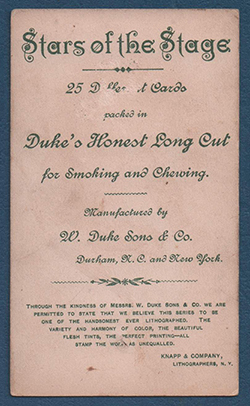 Stars of the Stage
25 Cards
packed in
Duke's Honest Long Cut
for Smoking and Chewing.
Manufactured by
W. Duke Sons & Co.
Durham, N. C. and New York.
THROUGH THE KINDNESS OF MESSRS. W. DUKE SONS & CO. WE ARE
PERMITTED TO STATE THAT WE BELIEVE THIS SERIES TO BE
ONE OF THE HANDSOMEST EVER LITHOGRAPHED. THE
VARIETY AND HARMONY OF COLOR, THE BEAUTIFUL
FLESH TINTS, THE PERFECT PRINTING—ALL
STAMP THE WORK AS UNEQUALLED.
KNAPP & COMPANY,
LITHOGRAPHERS, N. Y.